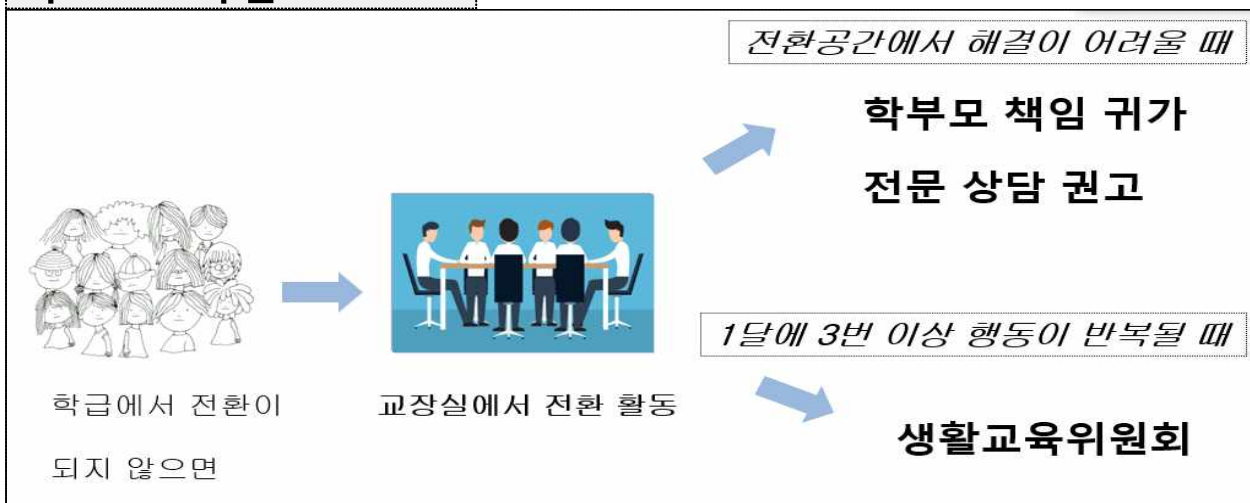 전환공간에서 해결이 어려울 때
학부모 책임 귀가
전문 상담 권고
1달에 3번 이상 행동이 반복될 때
생활교육위원회
학급에서 전환이
되지 않으면
교장실에서 전환 활동